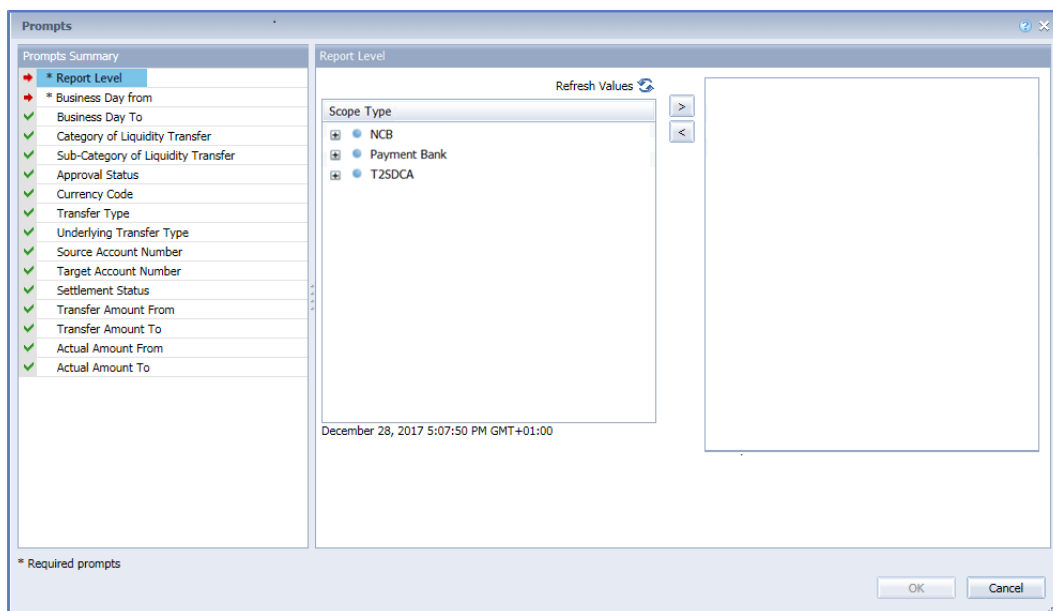 Prompts
Prompts Summary
* Report Level
* Business Day from
Business Day To
Category of Liquidity Transfer
Sub-Category of Liquidity Transfer
Approval Status
Currency Code
Transfer Type
Underlying Transfer Type
Source Account Number
Target Account Number
Settlement Status
Transfer Amount From
Transfer Amount To
Actual Amount From
Actual Amount To
Report Level
Refresh Values
Scope Type
NCB
Payment Bank
T2SDCA
December 28, 2017 5:07:50 PM GMT+01:00
>
<
* Required prompts
OK
Cancel